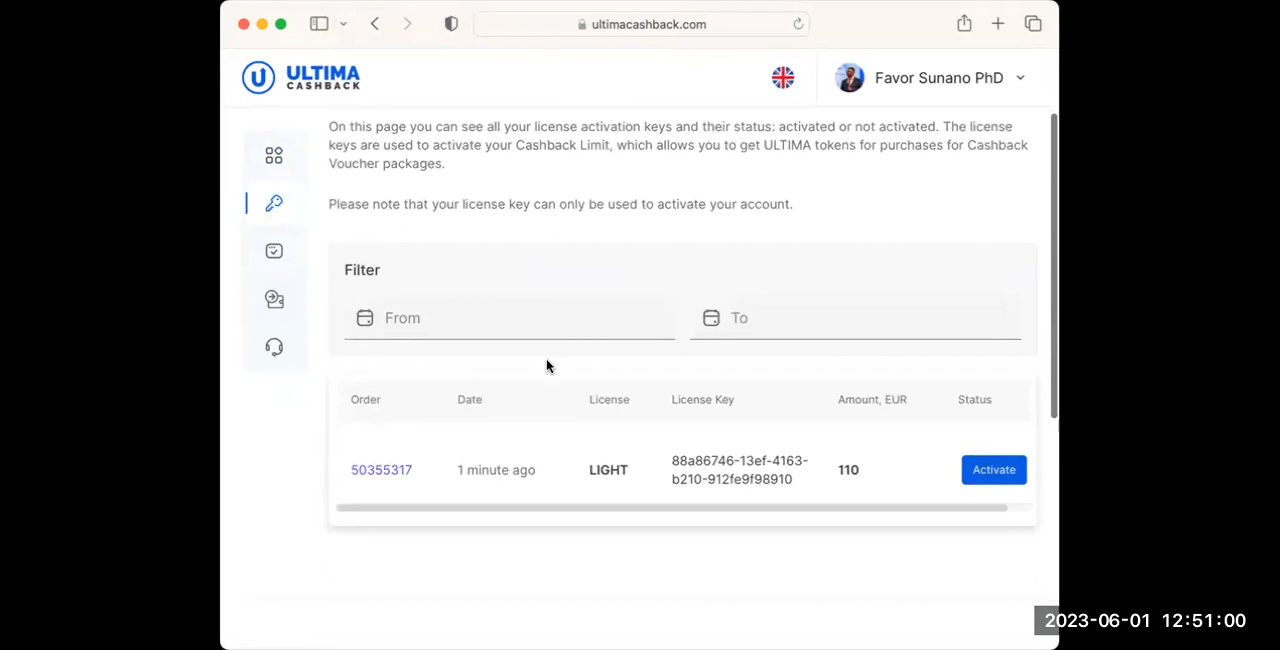 ultimacashback.com
ULTIMA
CASHBACK
Favor Sunano PhD
On this page you can see all your license activation keys and their status: activated or not activated. The license
keys are used to activate your Cashback Limit, which allows you to get ULTIMA tokens for purchases for Cashback
Voucher packages.
Please note that your license key can only be used to activate your account.
Filter
From
To
Order
Date
License
License Key
Amount, EUR
Status
50355317
1 minute ago
LIGHT
88a86746-13ef-4163-
b210-912fe9f98910
110
Activate
2023-06-01 12:51:00